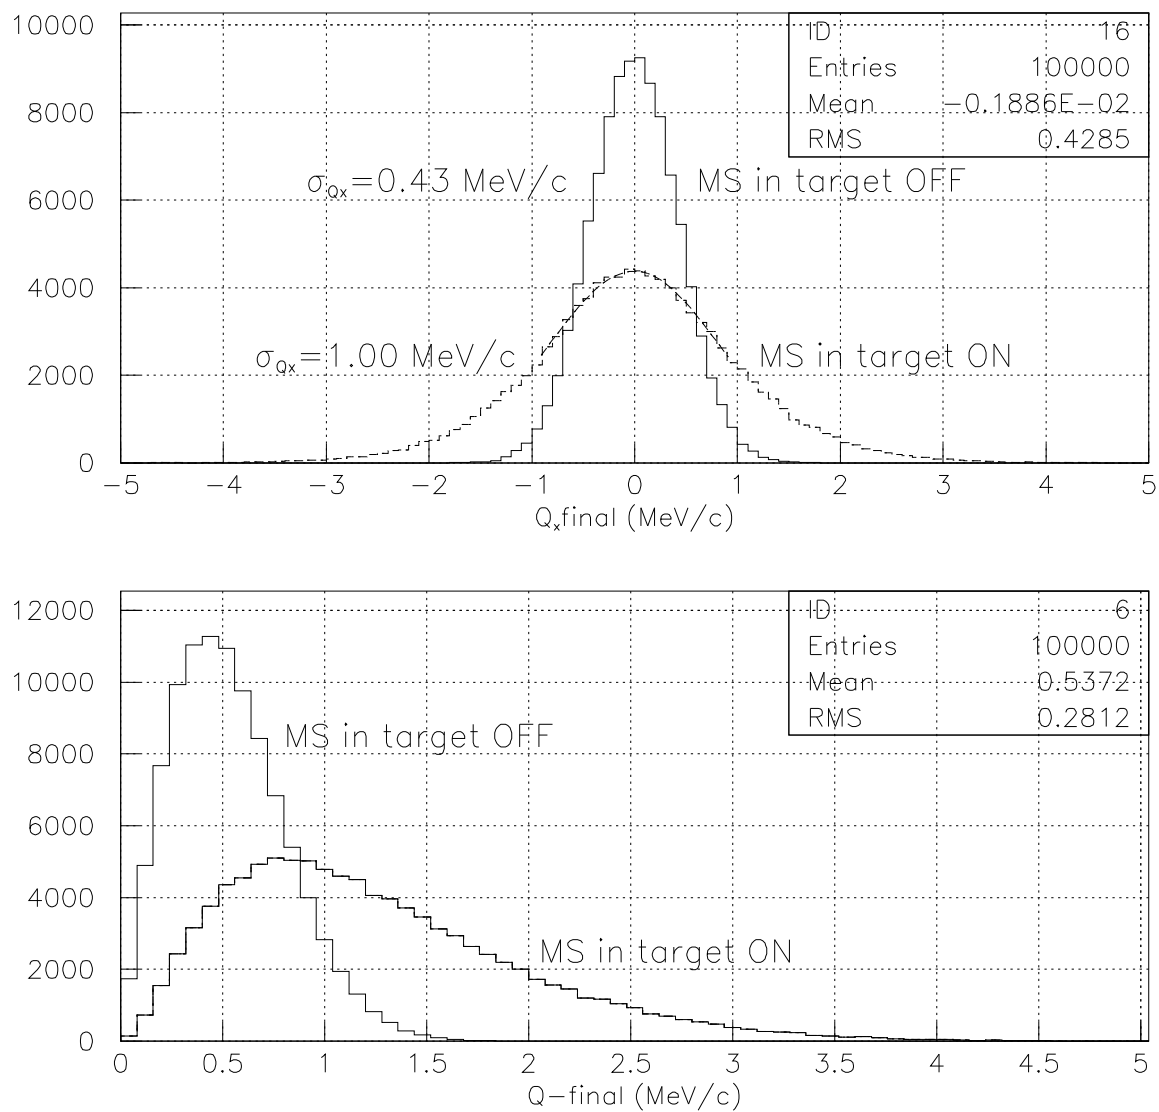 10000
8000
6000
4000
2000
0
ID 16
Entries 100000
Mean −0.1886E−02
RMS 0.4285
σQx=0.43 MeV/c
MS in target OFF
σQx=1.00 MeV/c
MS in target ON
−5 −4 −3 −2 −1 0 1 2 3 4 5
Qxfinal (MeV/c)
12000
10000
8000
6000
4000
2000
0
ID 6
Entries 100000
Mean 0.5372
RMS 0.2812
MS in target OFF
MS in target ON
0 0.5 1 1.5 2 2.5 3 3.5 4 4.5 5
Q−final (MeV/c)